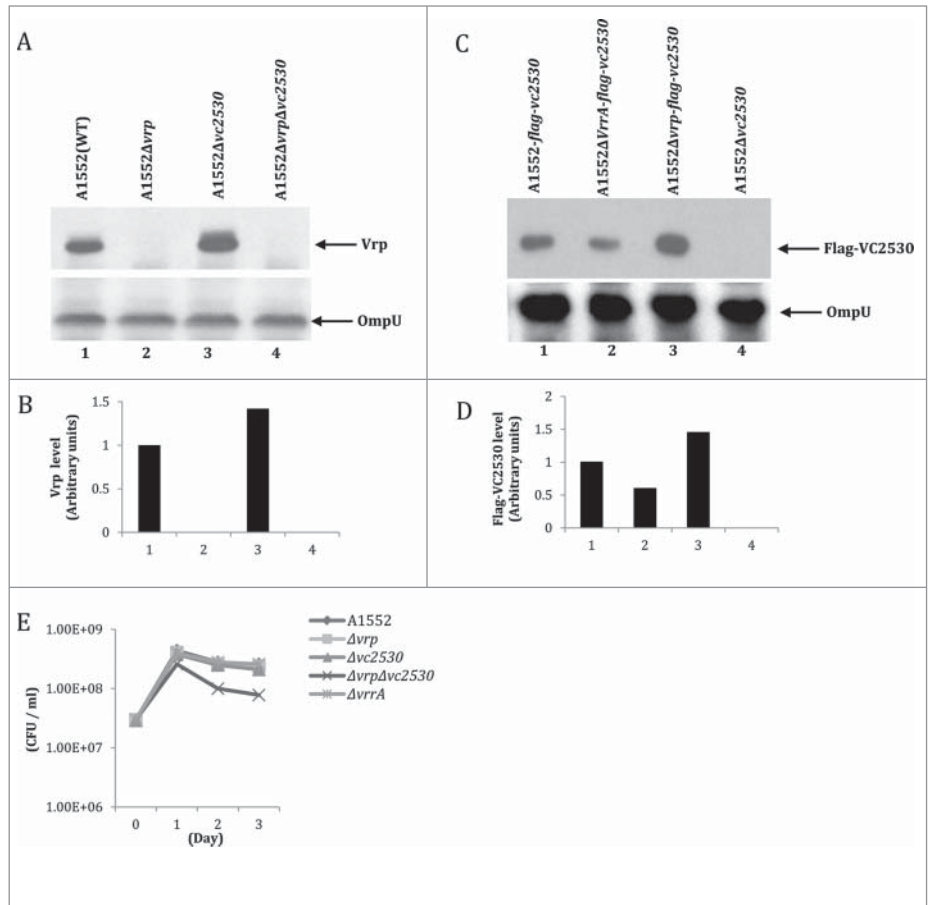 A
A1552(WT)
A1552Δvrp
A1552Δvc2530
A1552ΔvrpΔvc2530
Vrp
OmpU
1 2 3 4
C
A1552-flag-vc2530
A1552ΔVrrA-flag-vc2530
A1552Δvrp-flag-vc2530
A1552Δvc2530
Flag-VC2530
OmpU
1 2 3 4
B
Vrp level
(Arbitrary units)
1.5
1
0.5
0
1 2 3 4
D
Flag-VC2530 level
(Arbitrary units)
2
1.5
1
0.5
0
1 2 3 4
E
(CFU / ml)
1.00E+09
1.00E+08
1.00E+07
1.00E+06
0 1 2 3
(Day)
A1552
Δvrp
Δvc2530
ΔvrpΔvc2530
ΔvrrA